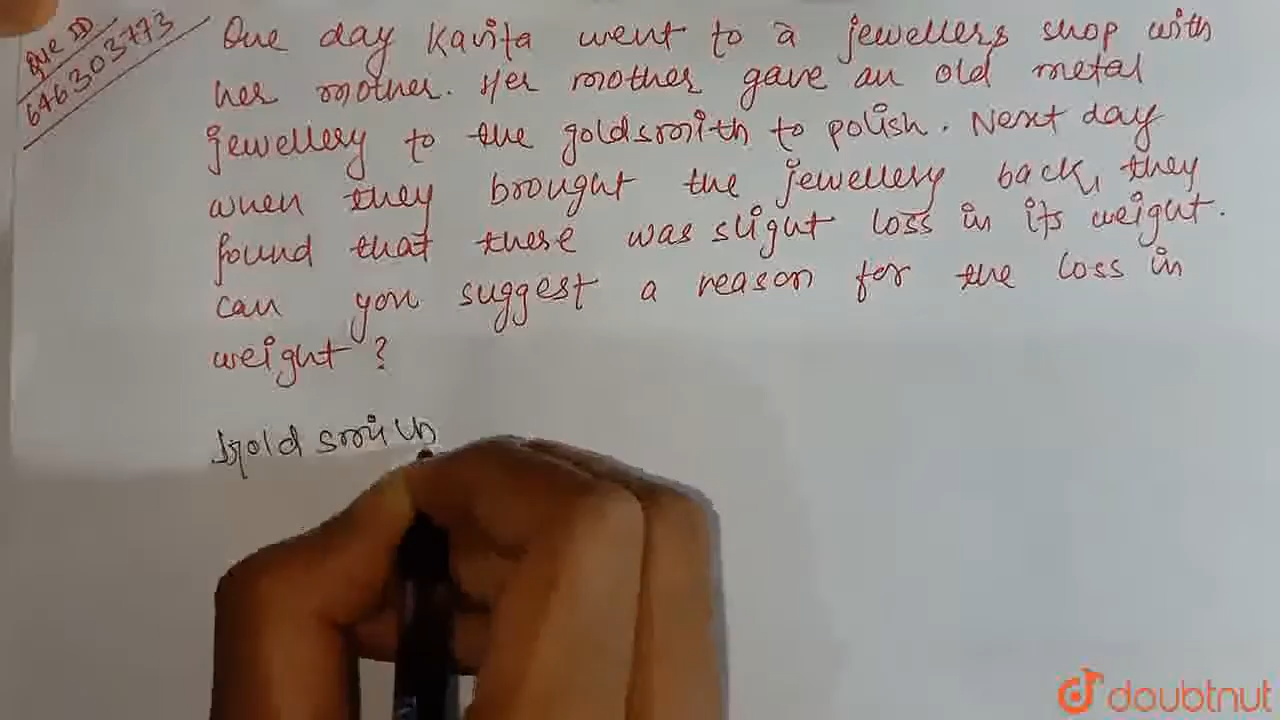 Que ID
646303773
One day Kavita went to a jewellers shop with
her mother. Her mother gave an old metal
jewellery to the goldsmith to polish. Next day
when they brought the jewellery back, they
found that there was slight loss in its weight.
can you suggest a reason for the loss in
weight ?
Gold smith
doubtnut